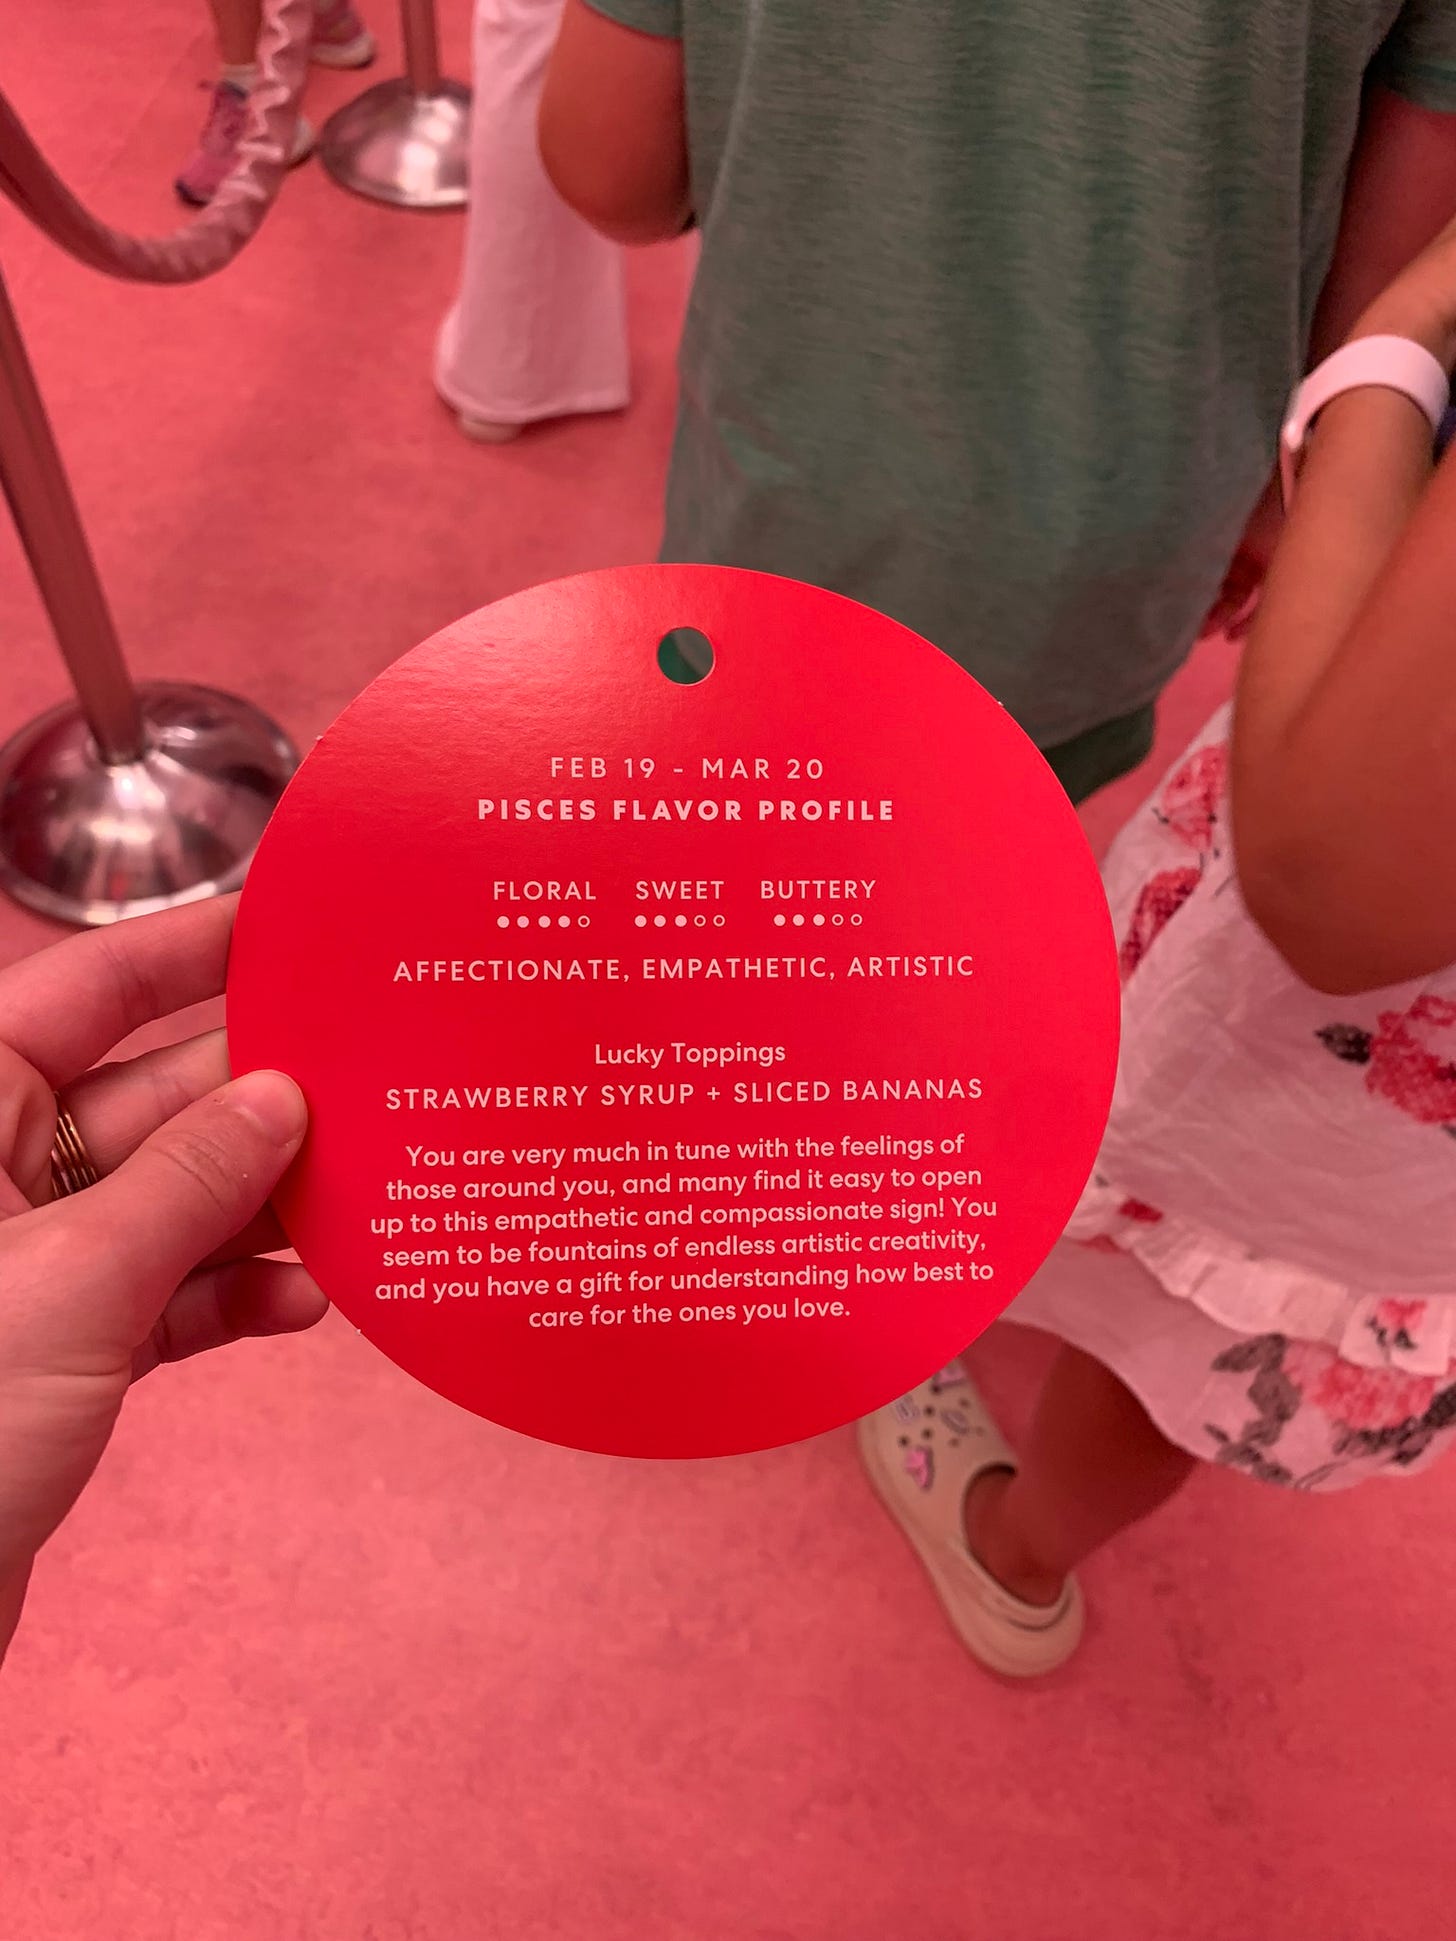 FEB 19 - MAR 20
PISCES FLAVOR PROFILE
FLORAL SWEET BUTTERY
AFFECTIONATE, EMPATHETIC, ARTISTIC
Lucky Toppings
STRAWBERRY SYRUP + SLICED BANANAS
You are very much in tune with the feelings of
those around you, and many find it easy to open
up to this empathetic and compassionate sign! You
seem to be fountains of endless artistic creativity,
and you have a gift for understanding how best to
care for the ones you love.